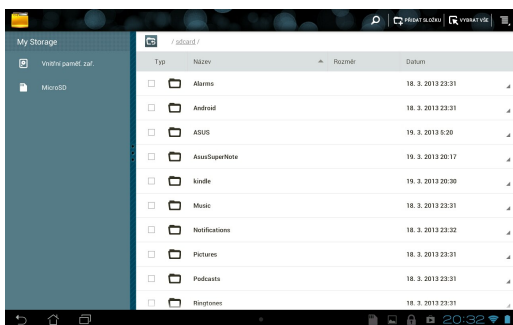 PŘIDAT SLOŽKU
VYBRAT VŠE
My Storage
Vnitřní paměť. zař.
MicroSD
/ sdcard /
Typ Název Rozměr Datum
Alarms 18. 3. 2013 23:31
Android 18. 3. 2013 23:31
ASUS 19. 3. 2013 5:20
AsusSuperNote 19. 3. 2013 20:17
kindle 19. 3. 2013 20:30
Music 18. 3. 2013 23:31
Notifications 18. 3. 2013 23:32
Pictures 18. 3. 2013 23:31
Podcasts 18. 3. 2013 23:31
Ringtones 18. 3. 2013 23:31
20:32